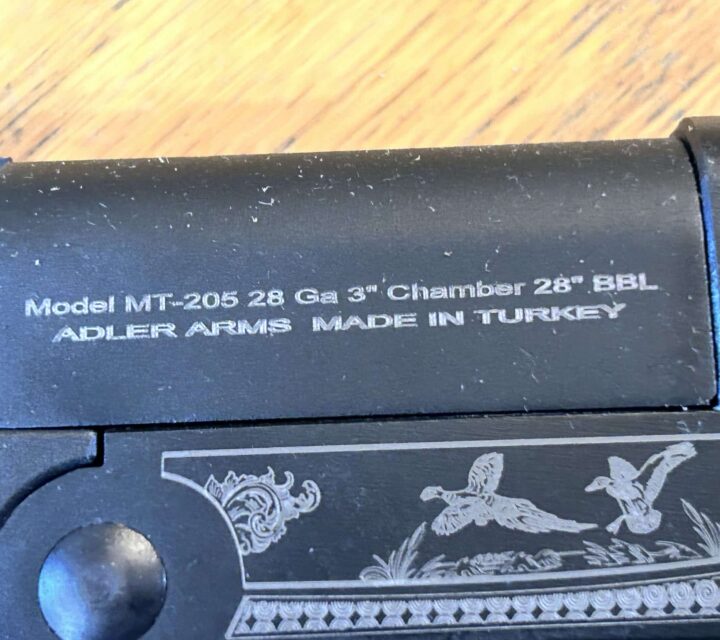 Model MT-205 28 Ga 3" Chamber 28" BBL
ADLER ARMS MADE IN TURKEY